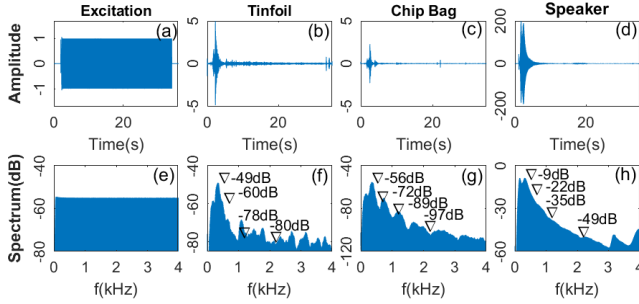 Excitation Tinfoil Chip Bag Speaker
Amplitude
1
0
-1
(a)
0 20
Time(s)
5
0
5
(b)
0 20
Time(s)
5
0
5
(c)
0 20
Time(s)
200
0
-200
(d)
0 20
Time(s)
Spectrum(dB)
-40
-60
-80
(e)
0 1 2 3 4
f(kHz)
-40
-60
-80
(f)
-49dB
-60dB
-78dB
-80dB
0 1 2 3 4
f(kHz)
-40
-80
-120
(g)
-56dB
-72dB
-89dB
-97dB
0 1 2 3 4
f(kHz)
0
-30
-60
(h)
-9dB
-22dB
-35dB
-49dB
0 1 2 3 4
f(kHz)